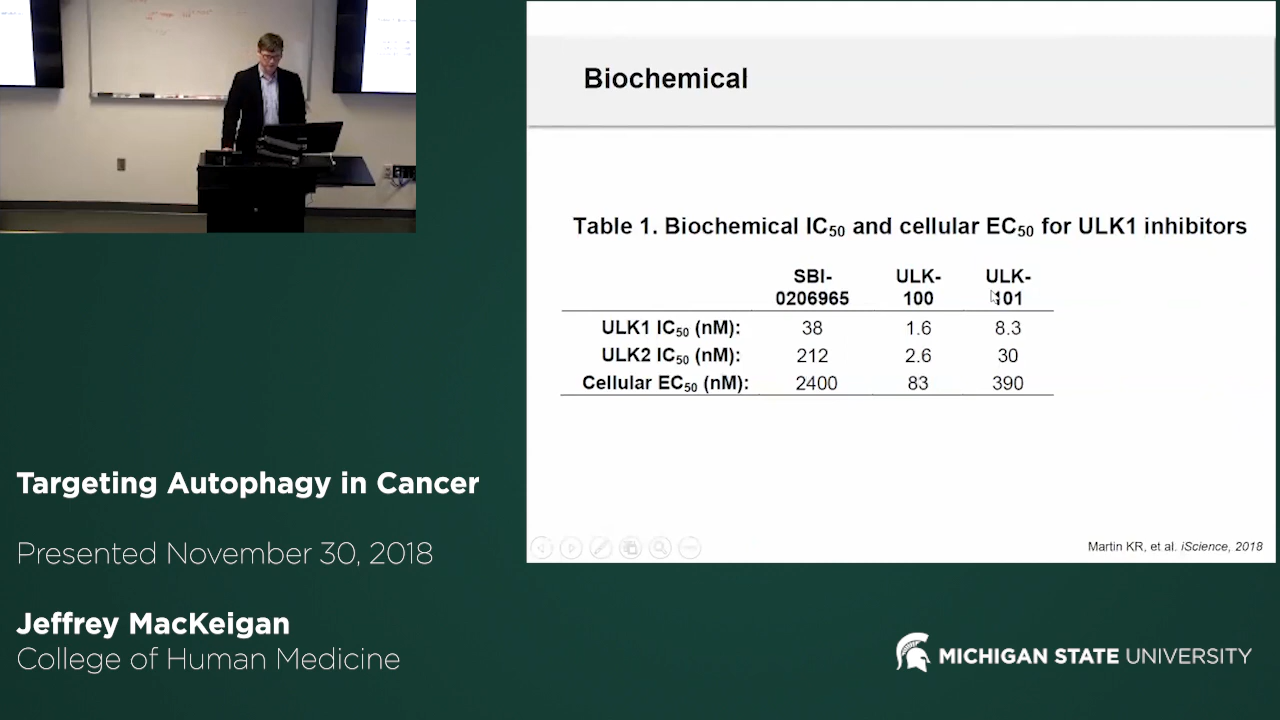 Biochemical
Table 1. Biochemical IC50 and cellular EC50 for ULK1 inhibitors
SBI- ULK- ULK-
0206965 100 101
ULK1 IC50 (nM): 38 1.6 8.3
ULK2 IC50 (nM): 212 2.6 30
Cellular EC50 (nM): 2400 83 390
Martin KR, et al. iScience, 2018
Targeting Autophagy in Cancer
Presented November 30, 2018
Jeffrey MacKeigan
College of Human Medicine
MICHIGAN STATE UNIVERSITY